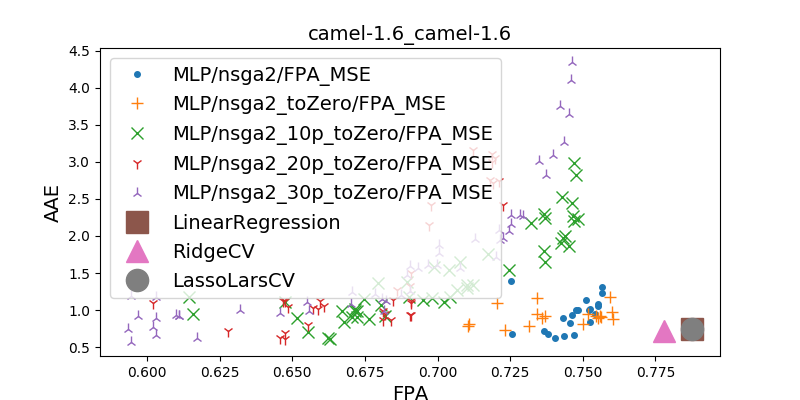 camel-1.6_camel-1.6
4.5
4.0
3.5
3.0
2.5
2.0
1.5
1.0
0.5
AAE
MLP/nsga2/FPA_MSE
MLP/nsga2_toZero/FPA_MSE
MLP/nsga2_10p_toZero/FPA_MSE
MLP/nsga2_20p_toZero/FPA_MSE
MLP/nsga2_30p_toZero/FPA_MSE
LinearRegression
RidgeCV
LassoLarsCV
0.600 0.625 0.650 0.675 0.700 0.725 0.750 0.775
FPA